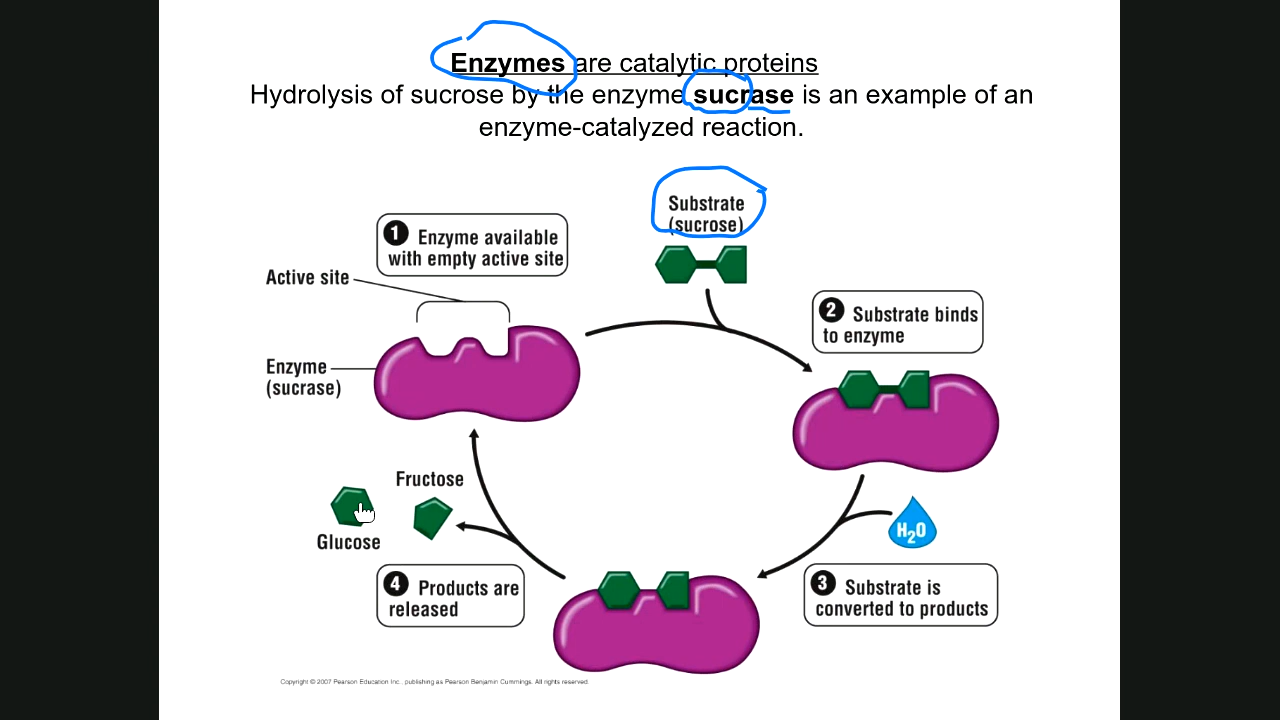 Enzymes are catalytic proteins
Hydrolysis of sucrose by the enzyme sucrase is an example of an
enzyme-catalyzed reaction.
Substrate
(sucrose)
1 Enzyme available
with empty active site
Active site
2 Substrate binds
to enzyme
Enzyme
(sucrase)
Fructose
Glucose
H₂O
4 Products are
released
3 Substrate is
converted to products
Copyright © 2007 Pearson Education Inc., publishing as Pearson Benjamin Cummings. All rights reserved